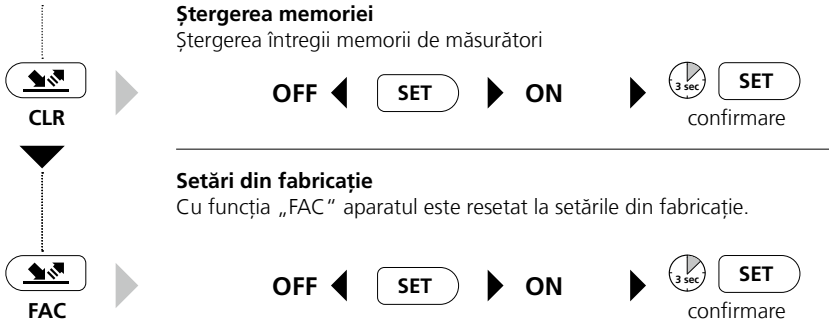 Ștergerea memoriei
Ștergerea întregii memorii de măsurători
CLR
OFF SET ON 3 sec SET
confirmare
Setări din fabricație
Cu funcția „FAC“ aparatul este resetat la setările din fabricație.
FAC
OFF SET ON 3 sec SET
confirmare